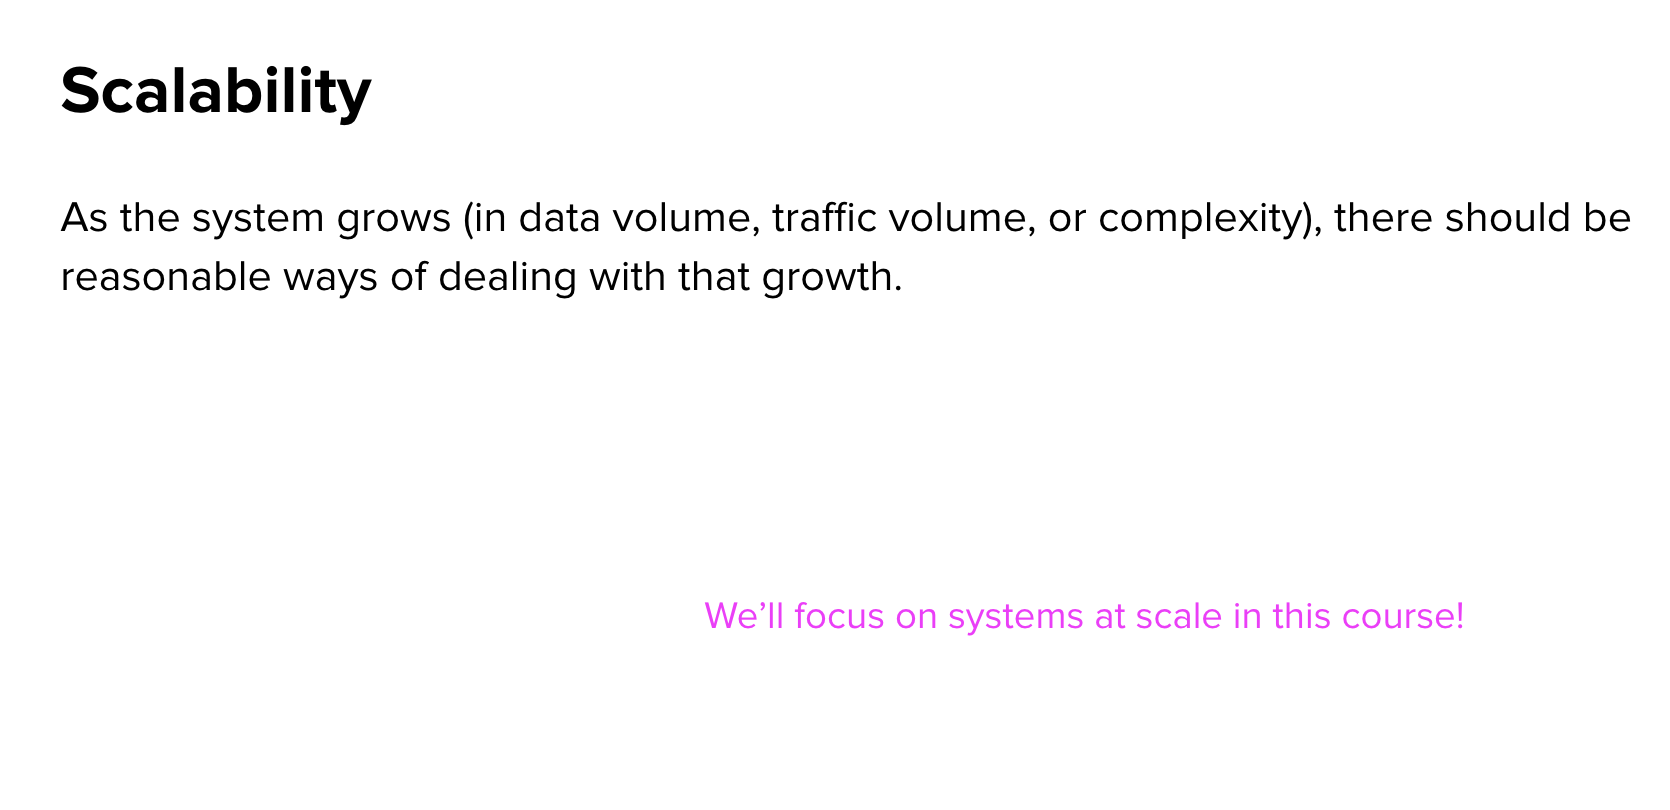 Scalability
As the system grows (in data volume, traffic volume, or complexity), there should be
reasonable ways of dealing with that growth.
We’ll focus on systems at scale in this course!